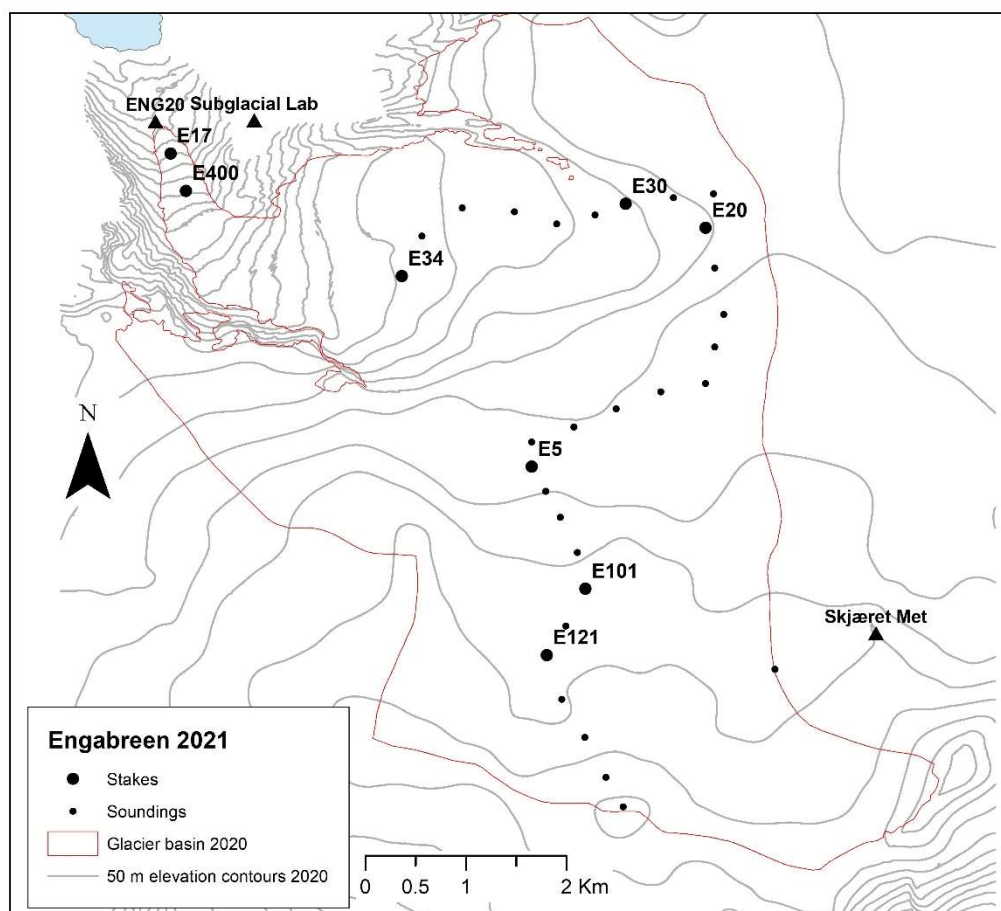 ENG20 Subglacial Lab
E17
E400
E30
E20
E34
N
E5
E101
Skjæret Met
E121
Engabreen 2021
Stakes
Soundings
Glacier basin 2020
50 m elevation contours 2020
0 0.5 1 2 Km